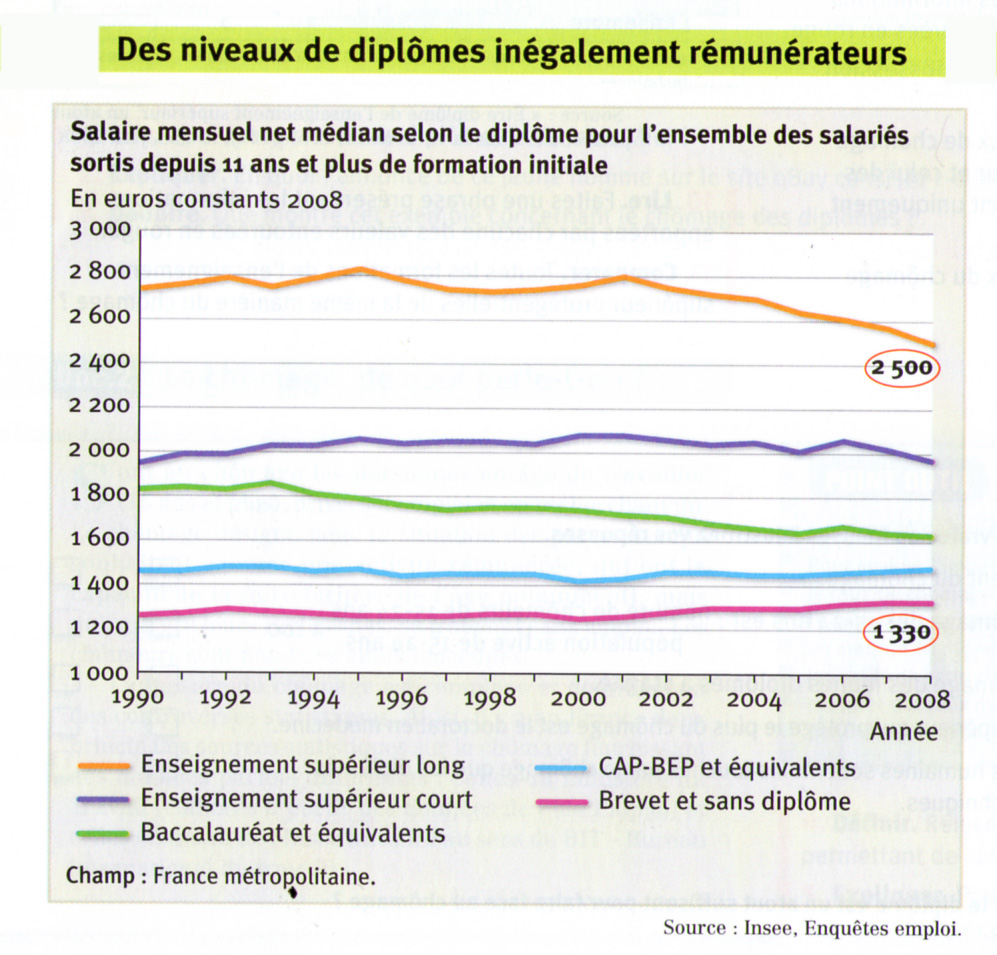 Des niveaux de diplômes inégalement rémunérateurs
Salaire mensuel net médian selon le diplôme pour l'ensemble des salariés
sortis depuis 11 ans et plus de formation initiale
En euros constants 2008
3 000
2 800
2 600
2 400
2 200
2 000
1 800
1 600
1 400
1 200
1 000
2 500
1 330
1990 1992 1994 1996 1998 2000 2002 2004 2006 2008
Année
Enseignement supérieur long
Enseignement supérieur court
Baccalauréat et équivalents
CAP-BEP et équivalents
Brevet et sans diplôme
Champ : France métropolitaine.
Source : Insee, Enquêtes emploi.